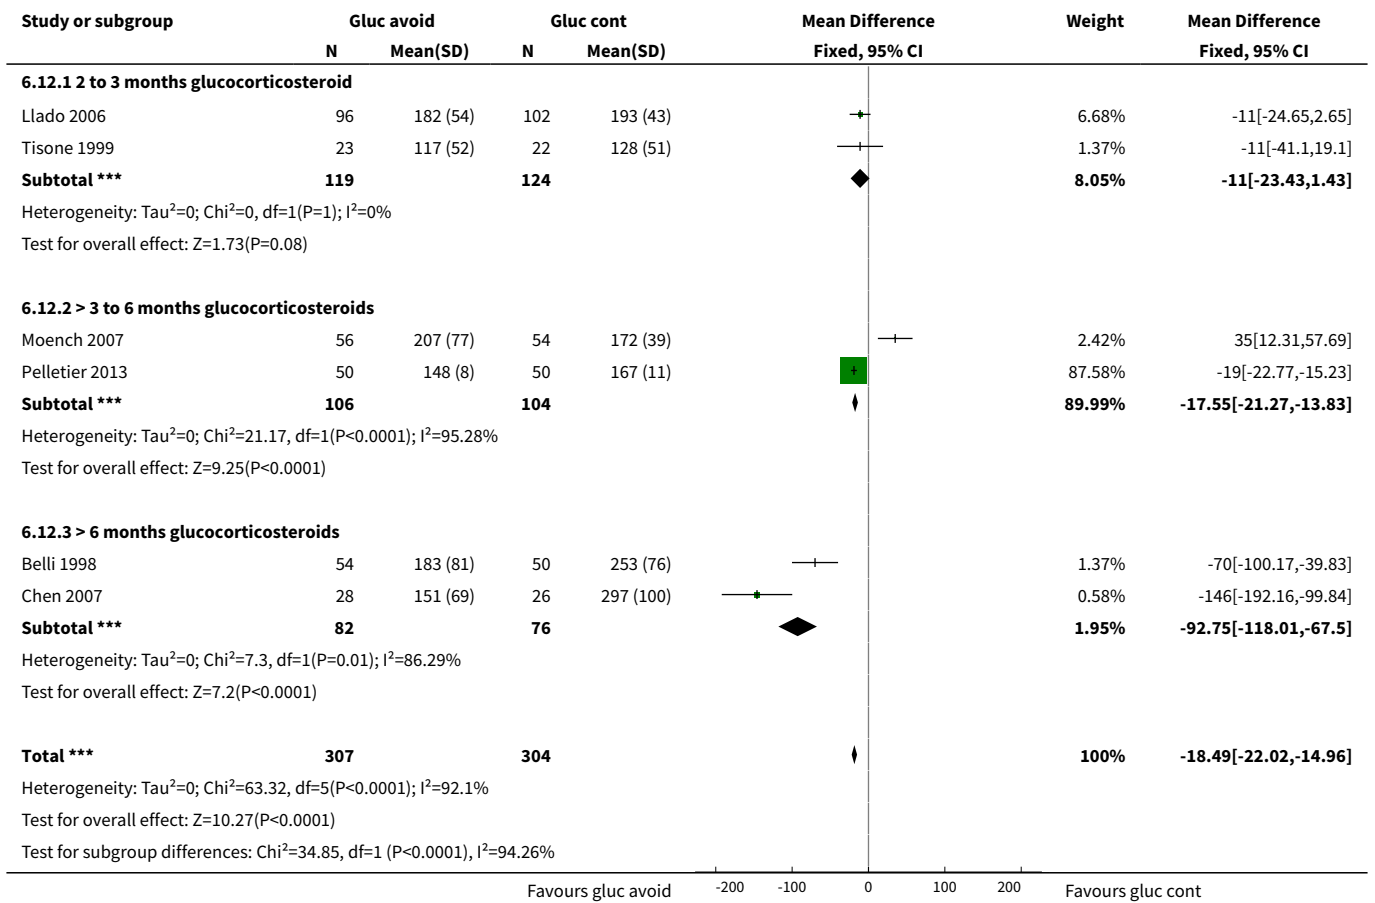 Study or subgroup Gluc avoid Gluc cont Mean Difference Weight Mean Difference
N Mean(SD) N Mean(SD) Fixed, 95% CI Fixed, 95% CI
6.12.1 2 to 3 months glucocorticosteroid
Llado 2006 96 182 (54) 102 193 (43) 6.68% -11[-24.65,2.65]
Tisone 1999 23 117 (52) 22 128 (51) 1.37% -11[-41.1,19.1]
Subtotal *** 119 124 8.05% -11[-23.43,1.43]
Heterogeneity: Tau²=0; Chi²=0, df=1(P=1); I²=0%
Test for overall effect: Z=1.73(P=0.08)
6.12.2 > 3 to 6 months glucocorticosteroids
Moench 2007 56 207 (77) 54 172 (39) 2.42% 35[12.31,57.69]
Pelletier 2013 50 148 (8) 50 167 (11) 87.58% -19[-22.77,-15.23]
Subtotal *** 106 104 89.99% -17.55[-21.27,-13.83]
Heterogeneity: Tau²=0; Chi²=21.17, df=1(P<0.0001); I²=95.28%
Test for overall effect: Z=9.25(P<0.0001)
6.12.3 > 6 months glucocorticosteroids
Belli 1998 54 183 (81) 50 253 (76) 1.37% -70[-100.17,-39.83]
Chen 2007 28 151 (69) 26 297 (100) 0.58% -146[-192.16,-99.84]
Subtotal *** 82 76 1.95% -92.75[-118.01,-67.5]
Heterogeneity: Tau²=0; Chi²=7.3, df=1(P=0.01); I²=86.29%
Test for overall effect: Z=7.2(P<0.0001)
Total *** 307 304 100% -18.49[-22.02,-14.96]
Heterogeneity: Tau²=0; Chi²=63.32, df=5(P<0.0001); I²=92.1%
Test for overall effect: Z=10.27(P<0.0001)
Test for subgroup differences: Chi²=34.85, df=1 (P<0.0001), I²=94.26%
Favours gluc avoid -200 -100 0 100 200 Favours gluc cont